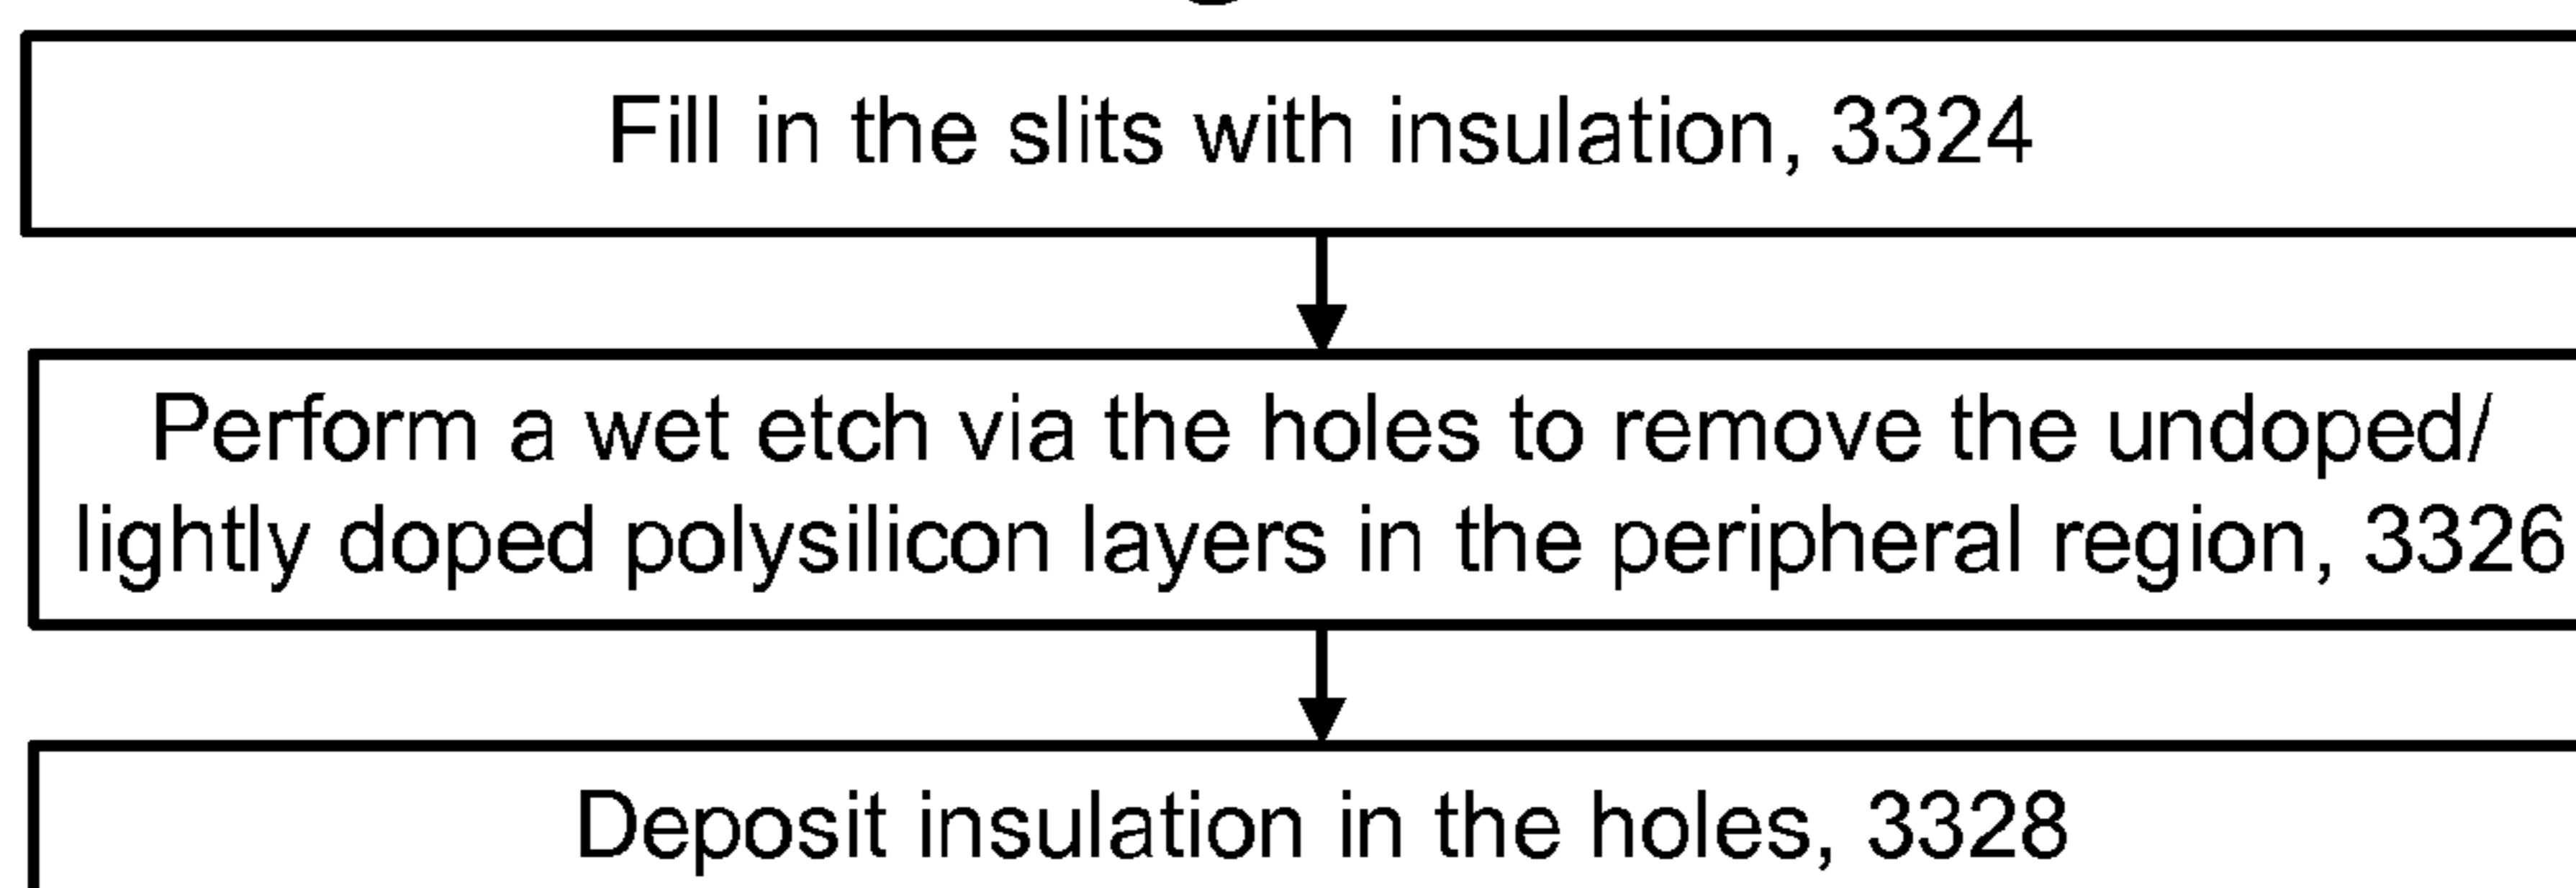 Fill in the slits with insulation, 3324
Perform a wet etch via the holes to remove the undoped/
lightly doped polysilicon layers in the peripheral region, 3326
Deposit insulation in the holes, 3328